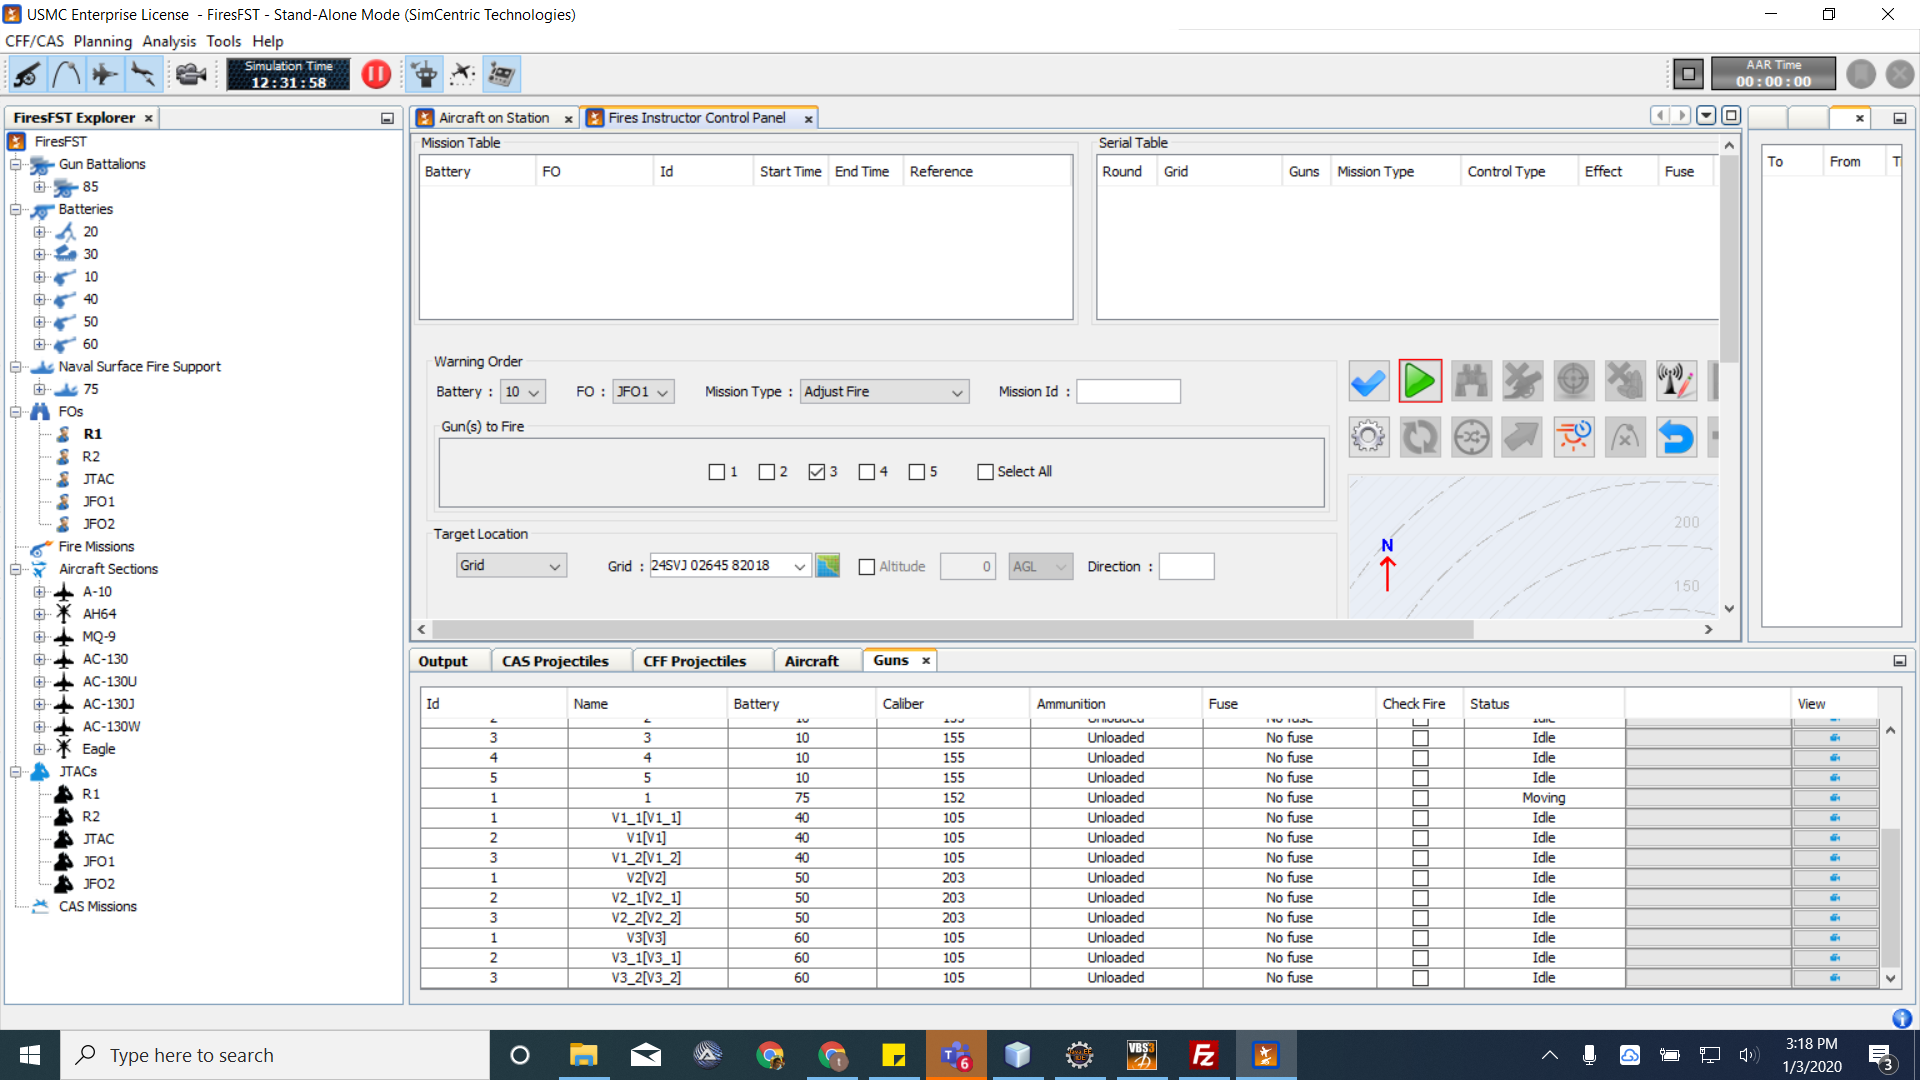 USMC Enterprise License - FiresFST - Stand-Alone Mode (SimCentric Technologies)
CFF/CAS Planning Analysis Tools Help
Simulation Time
12:31:58
AAR Time
00:00:00
FiresFST Explorer
FiresFST
Gun Battalions
85
Batteries
20
30
10
40
50
60
Naval Surface Fire Support
75
FOs
R1
R2
JTAC
JFO1
JFO2
Fire Missions
Aircraft Sections
A-10
AH64
MQ-9
AC-130
AC-130U
AC-130J
AC-130W
Eagle
JTACs
R1
R2
JTAC
JFO1
JFO2
CAS Missions
Aircraft on Station Fires Instructor Control Panel
Mission Table
Battery FO Id Start Time End Time Reference
Serial Table
Round Grid Guns Mission Type Control Type Effect Fuse
To From T
Warning Order
Battery : 10 FO : JFO1 Mission Type : Adjust Fire Mission Id :
Gun(s) to Fire
1 2 3 4 5 Select All
Target Location
Grid Grid : 24SVJ 02645 82018 Altitude 0 AGL Direction :
N
200
150
Output CAS Projectiles CFF Projectiles Aircraft Guns
Id Name Battery Caliber Ammunition Fuse Check Fire Status View
2 2 10 155 Unloaded No fuse Idle
3 3 10 155 Unloaded No fuse Idle
4 4 10 155 Unloaded No fuse Idle
5 5 10 155 Unloaded No fuse Idle
1 1 75 152 Unloaded No fuse Moving
1 V1_1[V1_1] 40 105 Unloaded No fuse Idle
2 V1[V1] 40 105 Unloaded No fuse Idle
3 V1_2[V1_2] 40 105 Unloaded No fuse Idle
1 V2[V2] 50 203 Unloaded No fuse Idle
2 V2_1[V2_1] 50 203 Unloaded No fuse Idle
3 V2_2[V2_2] 50 203 Unloaded No fuse Idle
1 V3[V3] 60 105 Unloaded No fuse Idle
2 V3_1[V3_1] 60 105 Unloaded No fuse Idle
3 V3_2[V3_2] 60 105 Unloaded No fuse Idle
Type here to search
6
VBS3
3:18 PM
1/3/2020
3